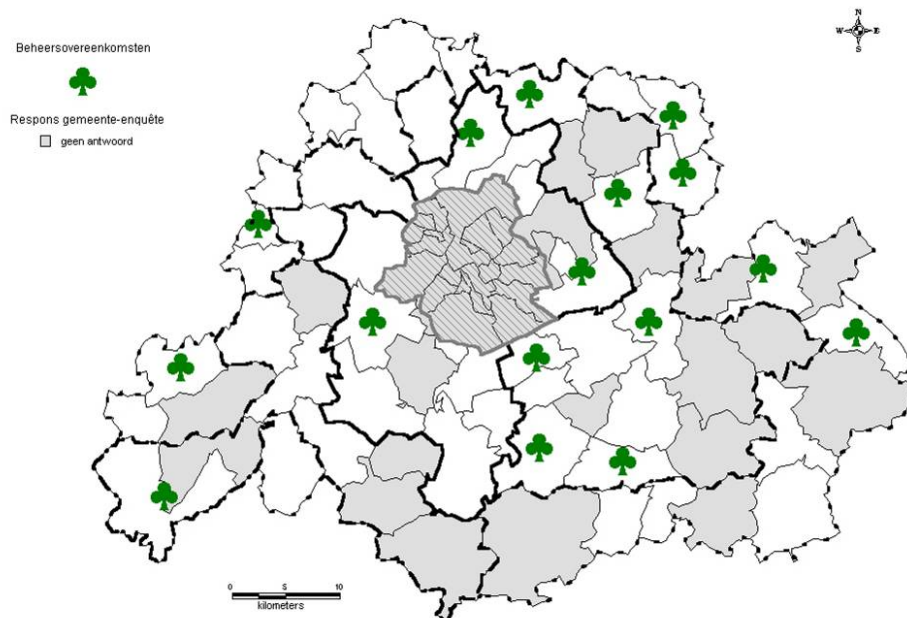 Beheersovereenkomsten
Respons gemeente-enquête
geen antwoord
N
W E
S
0 5 10
kilometers